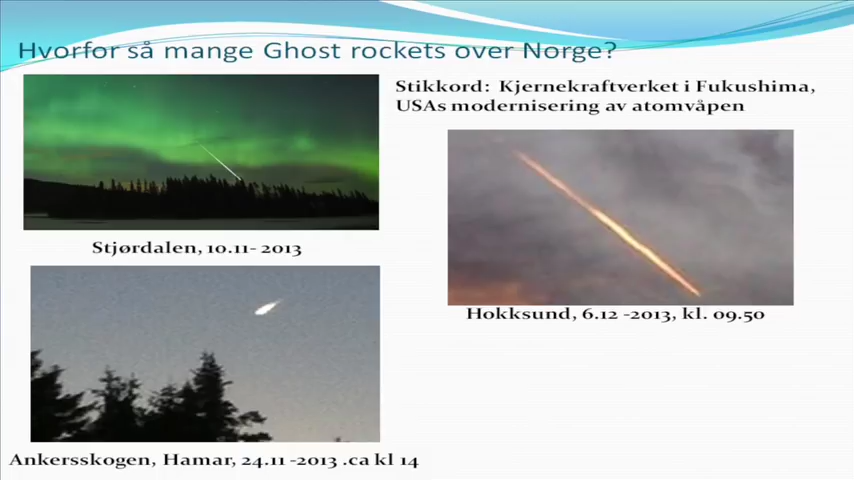 Hvorfor så mange Ghost rockets over Norge?
Stikkord: Kjernekraftverket i Fukushima,
USAs modernisering av atomvåpen
Stjørdalen, 10.11- 2013
Hokksund, 6.12 -2013, kl. 09.50
Ankersskogen, Hamar, 24.11 -2013 .ca kl 14